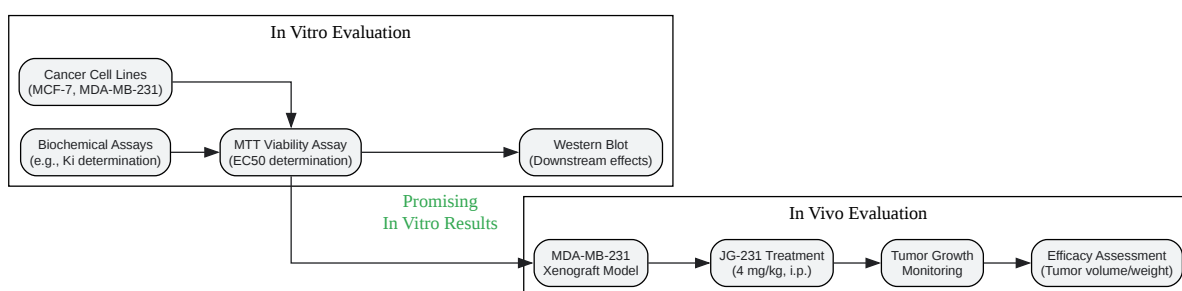 In Vitro Evaluation
Cancer Cell Lines
(MCF-7, MDA-MB-231)
Biochemical Assays
(e.g., Ki determination)
MTT Viability Assay
(EC50 determination)
Western Blot
(Downstream effects)
Promising
In Vitro Results
In Vivo Evaluation
MDA-MB-231
Xenograft Model
JG-231 Treatment
(4 mg/kg, i.p.)
Tumor Growth
Monitoring
Efficacy Assessment
(Tumor volume/weight)